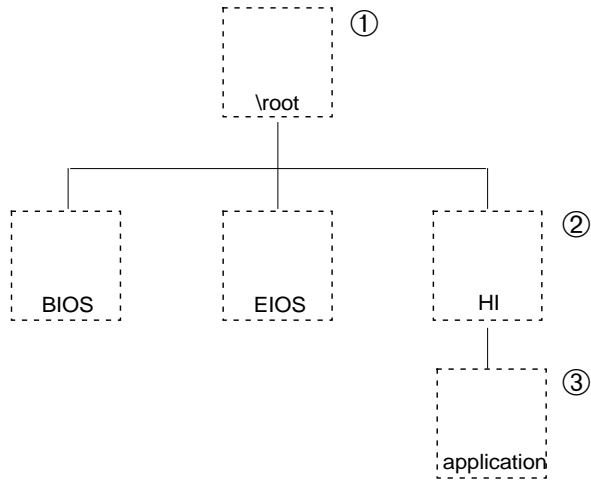 ①
\root
②
BIOS EIOS HI
③
application